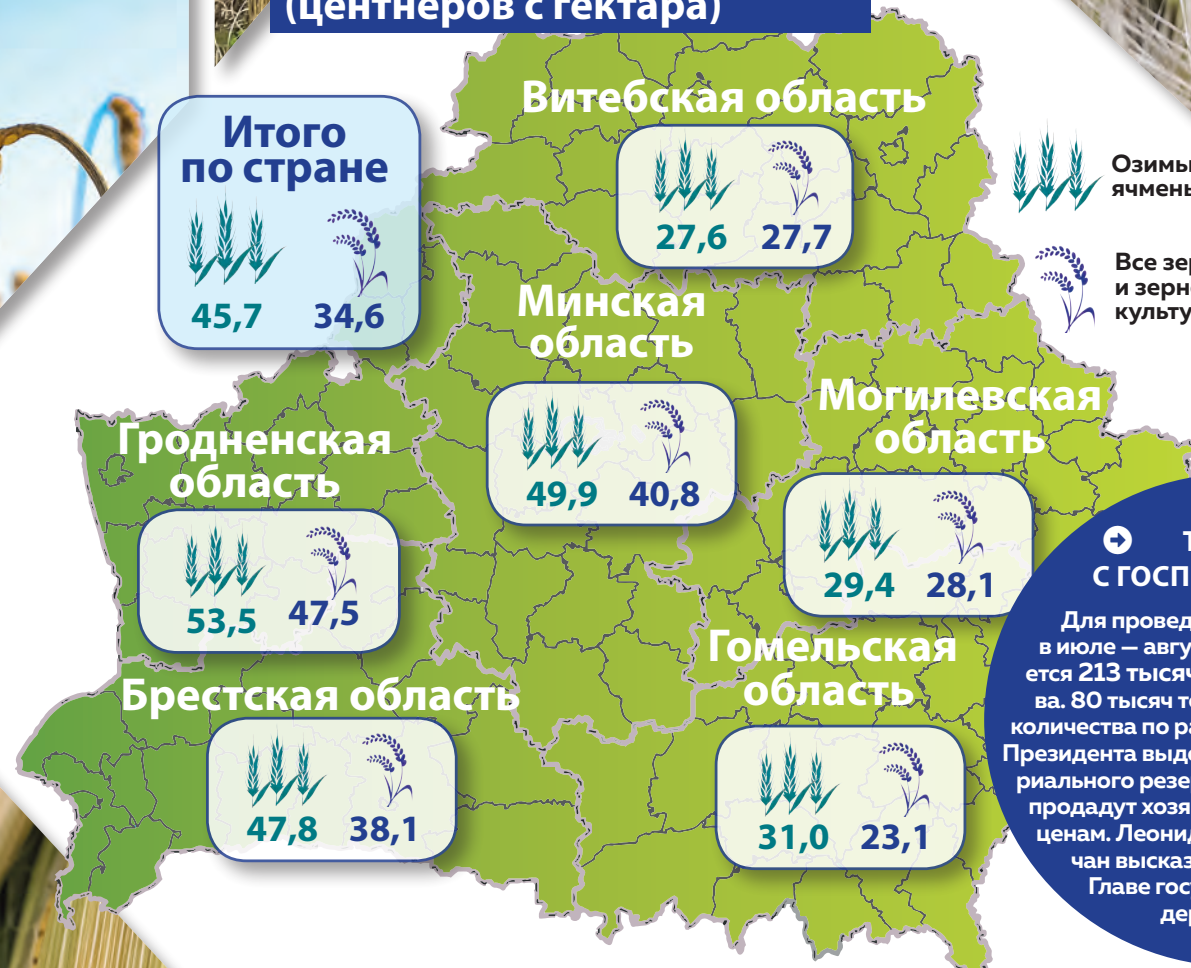 (центнеров с гектара)
Итого
по стране
45,7 34,6
Витебская область
27,6 27,7
Озимы
ячмень
Все зер
и зерн
культу
Минская
область
49,9 40,8
Могилевская
область
29,4 28,1
Гродненская
область
53,5 47,5
Брестская область
47,8 38,1
Гомельская
область
31,0 23,1
С ГОСП
Для провед
в июле — авгу
ется 213 тысяч
ва. 80 тысяч т
количества по ра
Президента выд
риального резе
продадут хозя
ценам. Леонид
чан высказ
Главе гос
дер